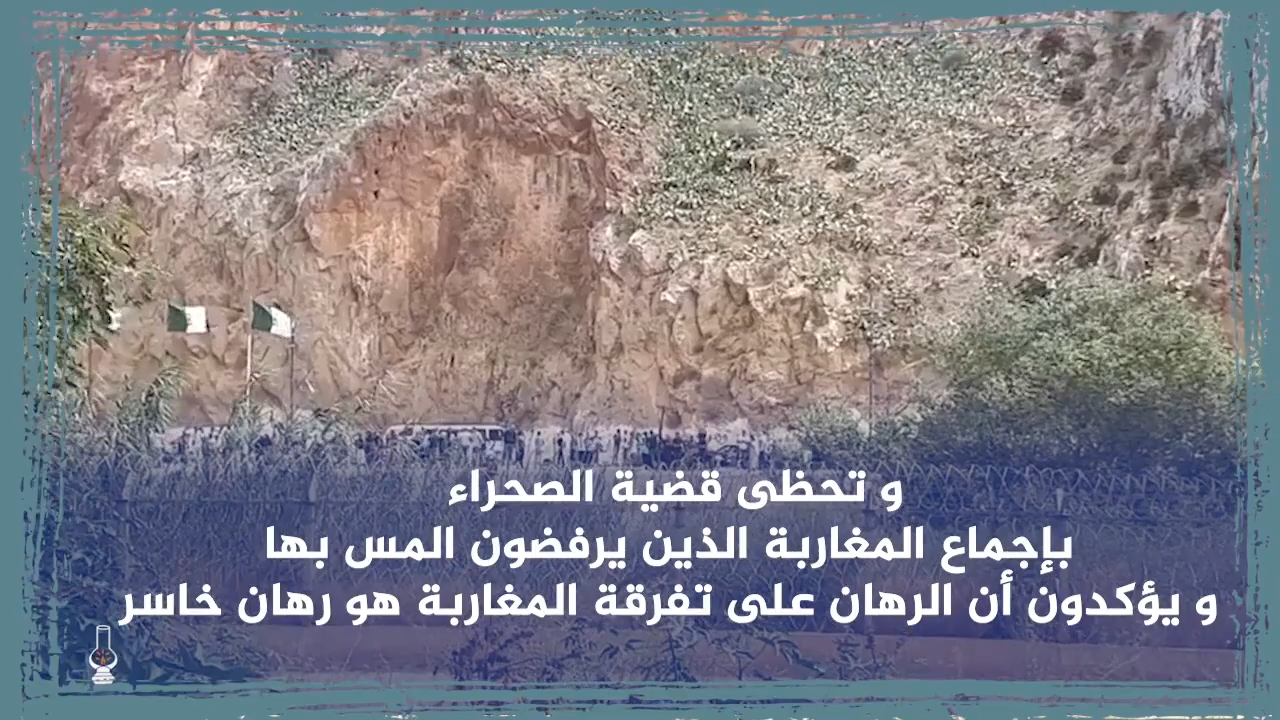 و تحظى قضية الصحراء
بإجماع المغاربة الذين يرفضون المس بها
و يؤكدون أن الرهان على تفرقة المغاربة هو رهان خاسر